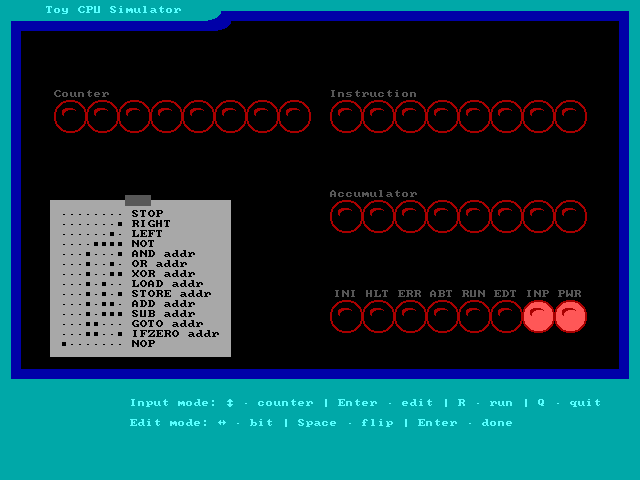 Toy CPU Simulator
Counter
Instruction
Accumulator
········ STOP
·······▪ RIGHT
······▪· LEFT
····▪▪▪▪ NOT
···▪···▪ AND addr
···▪··▪· OR addr
···▪··▪▪ XOR addr
···▪·▪·· LOAD addr
···▪·▪·▪ STORE addr
···▪·▪▪· ADD addr
···▪·▪▪▪ SUB addr
···▪▪··· GOTO addr
···▪▪··▪ IFZERO addr
▪······· NOP
INI HLT ERR ABT RUN EDT INP PWR
Input mode: ↕ · counter | Enter · edit | R · run | Q · quit
Edit mode: ↔ · bit | Space · flip | Enter · done